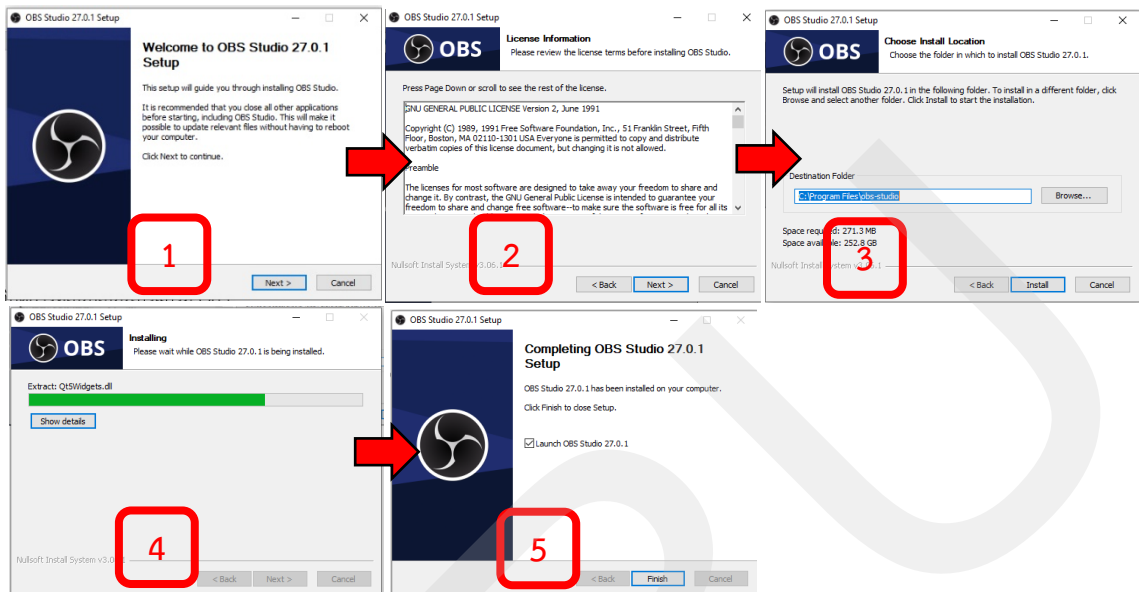 OBS Studio 27.0.1 Setup
Welcome to OBS Studio 27.0.1
Setup
This setup will guide you through installing OBS Studio.
It is recommended that you close all other applications
before starting, including OBS Studio. This will make it
possible to update relevant files without having to reboot
your computer.
Click Next to continue.
1
Next >
Cancel
OBS Studio 27.0.1 Setup
OBS
License Information
Please review the license terms before installing OBS Studio.
Press Page Down or scroll to see the rest of the license.
GNU GENERAL PUBLIC LICENSE Version 2, June 1991
Copyright (C) 1989, 1991 Free Software Foundation, Inc., 51 Franklin Street, Fifth
Floor, Boston, MA 02110-1301 USA Everyone is permitted to copy and distribute
verbatim copies of this license document, but changing it is not allowed.
Preamble
The licenses for most software are designed to take away your freedom to share and
change it. By contrast, the GNU General Public License is intended to guarantee your
freedom to share and change free software--to make sure the software is free for all its
2
Nullsoft Install System v3.06.1
< Back
Next >
Cancel
OBS Studio 27.0.1 Setup
OBS
Choose Install Location
Choose the folder in which to install OBS Studio 27.0.1.
Setup will install OBS Studio 27.0.1 in the following folder. To install in a different folder, click
Browse and select another folder. Click Install to start the installation.
Destination Folder
C:\Program Files\obs-studio
Browse...
Space required: 271.3 MB
Space available: 252.8 GB
3
Nullsoft Install System v3.06.1
< Back
Install
Cancel
OBS Studio 27.0.1 Setup
OBS
Installing
Please wait while OBS Studio 27.0.1 is being installed.
Extract: Qt5Widgets.dll
Show details
4
Nullsoft Install System v3.0
< Back
Next >
Cancel
OBS Studio 27.0.1 Setup
Completing OBS Studio 27.0.1
Setup
OBS Studio 27.0.1 has been installed on your computer.
Click Finish to close Setup.
Launch OBS Studio 27.0.1
5
< Back
Finish
Cancel